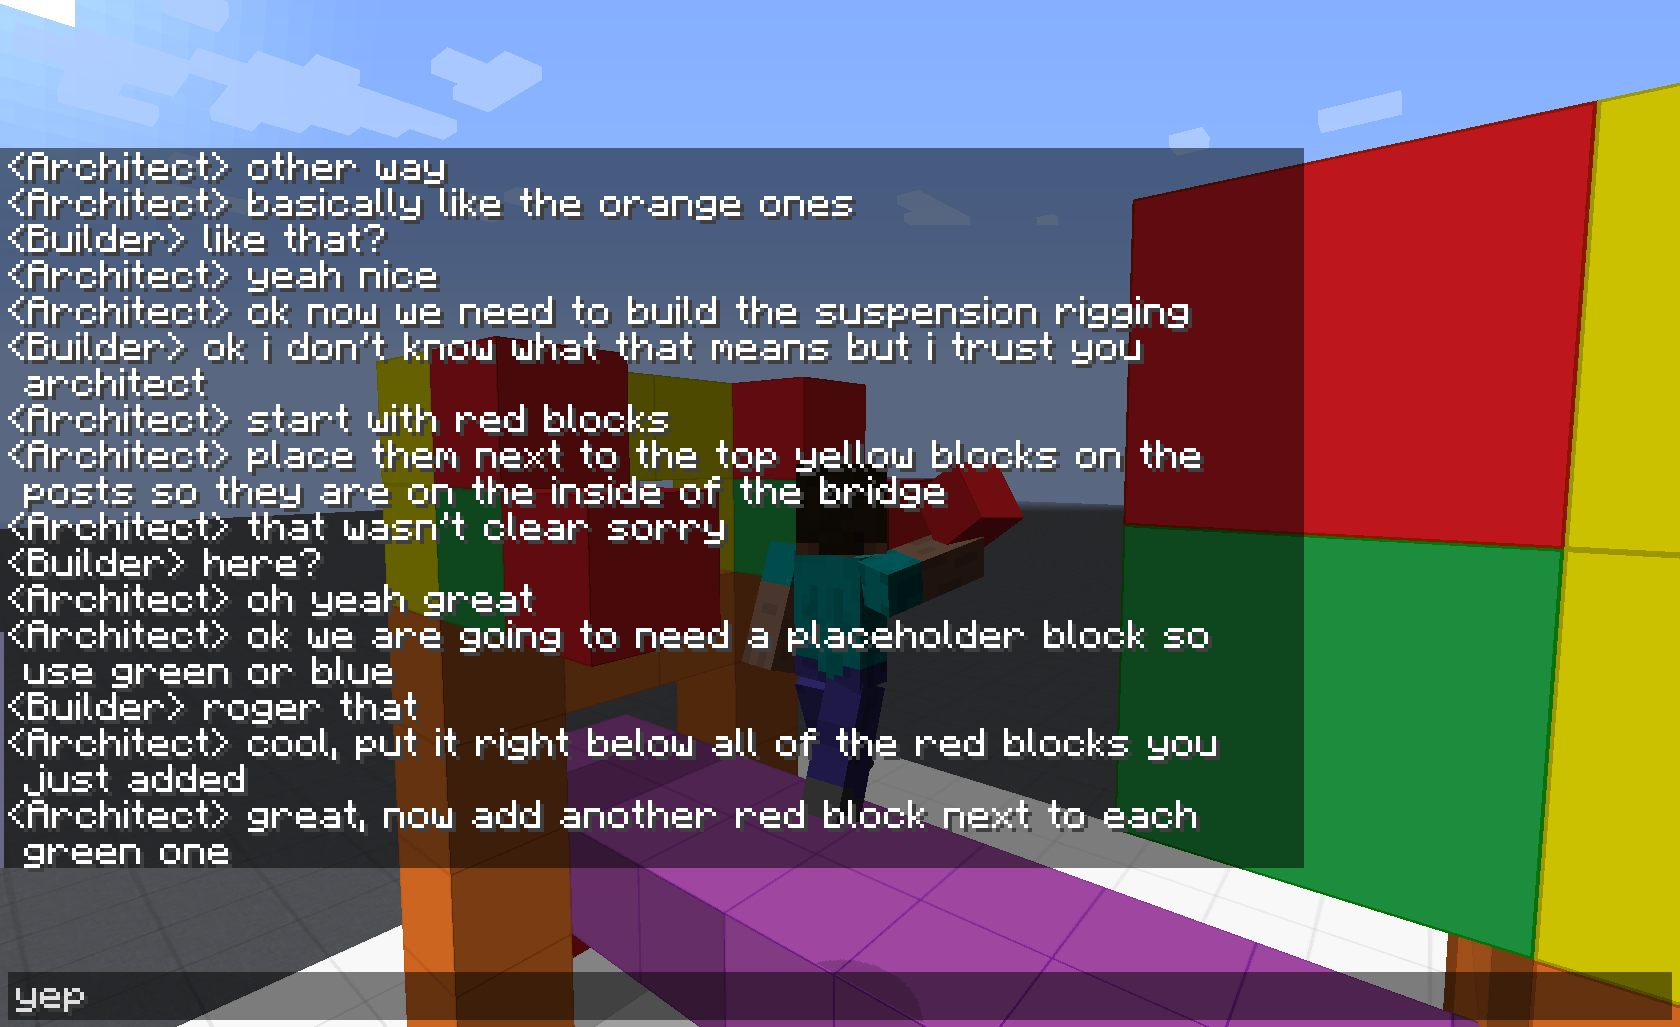 <Architect> other way
<Architect> basically like the orange ones
<Builder> like that?
<Architect> yeah nice
<Architect> ok now we need to build the suspension rigging
<Builder> ok i don't know what that means but i trust you
architect
<Architect> start with red blocks
<Architect> place them next to the top yellow blocks on the
posts so they are on the inside of the bridge
<Architect> that wasn't clear sorry
<Builder> here?
<Architect> oh yeah great
<Architect> ok we are going to need a placeholder block so
use green or blue
<Builder> roger that
<Architect> cool, put it right below all of the red blocks you
just added
<Architect> great, now add another red block next to each
green one
yep